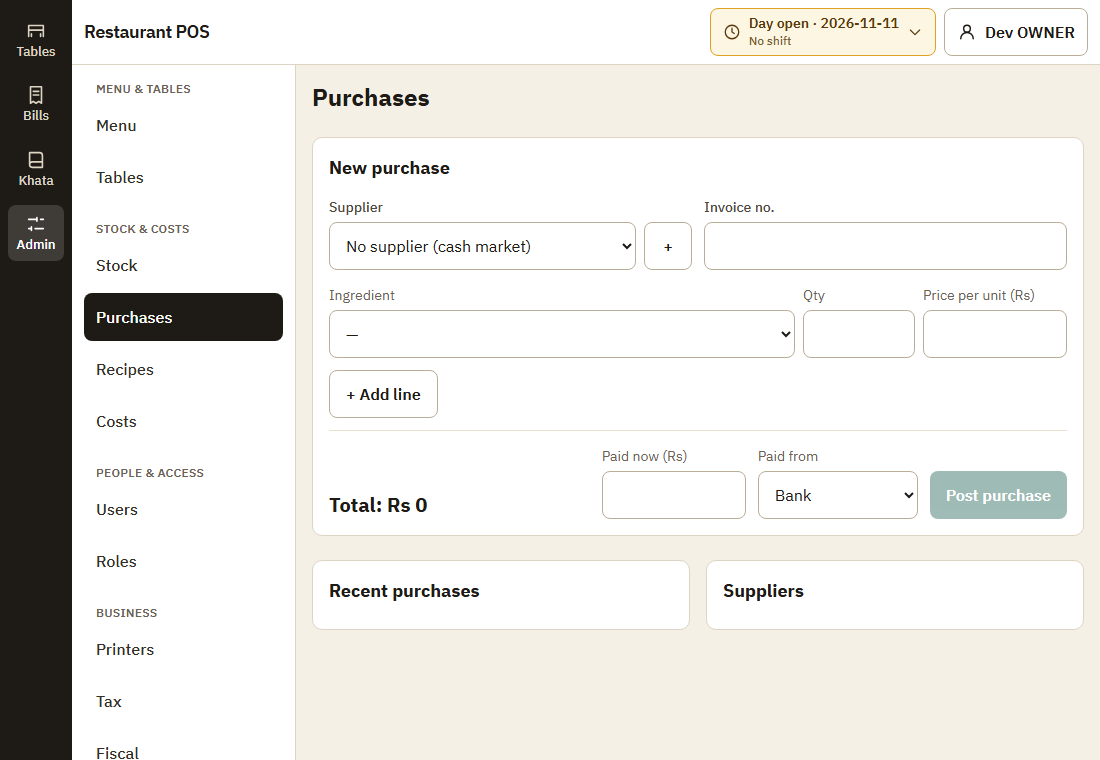 Restaurant POS
Day open · 2026-11-11
No shift
Dev OWNER
Tables
Bills
Khata
Admin
MENU & TABLES
Menu
Tables
STOCK & COSTS
Stock
Purchases
Recipes
Costs
PEOPLE & ACCESS
Users
Roles
BUSINESS
Printers
Tax
Fiscal
Purchases
New purchase
Supplier
Invoice no.
No supplier (cash market)
+
Ingredient
Qty
Price per unit (Rs)
—
+ Add line
Paid now (Rs)
Paid from
Total: Rs 0
Bank
Post purchase
Recent purchases
Suppliers